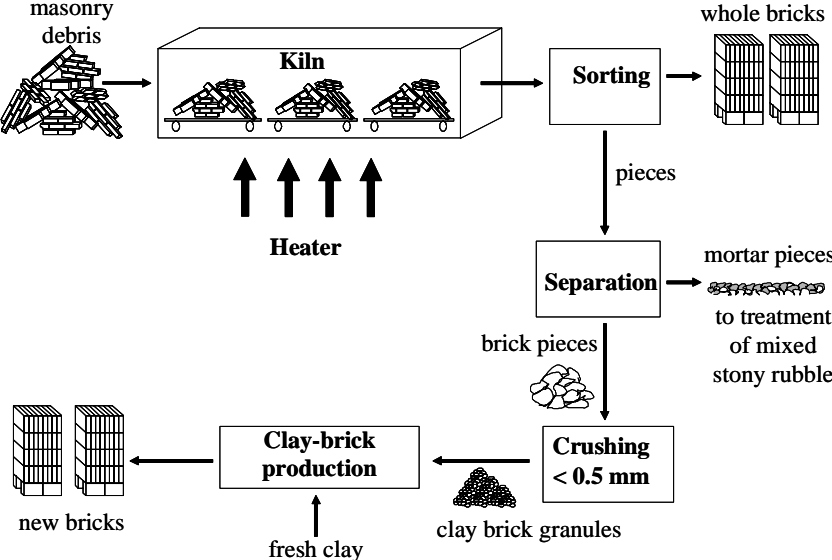 masonry
debris
Kiln
Heater
Sorting
whole bricks
pieces
Separation
mortar pieces
to treatment
of mixed
stony rubble
brick pieces
Crushing
< 0.5 mm
clay brick granules
Clay-brick
production
fresh clay
new bricks